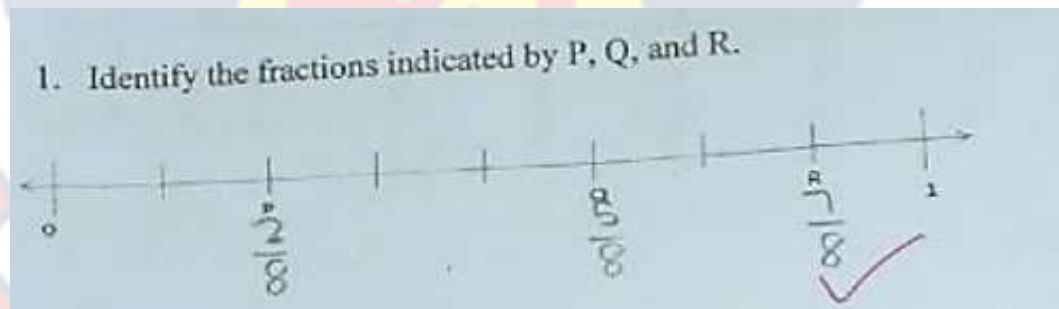 1. Identify the fractions indicated by P, Q, and R.
0 P Q R 1
2/8 5/8 7/8